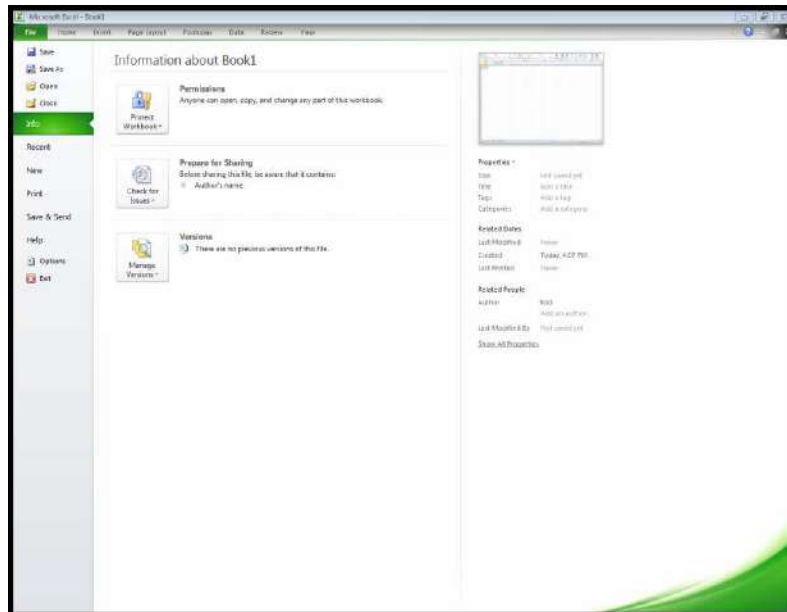 Microsoft Excel - Book1
File Home Insert Page Layout Formulas Data Review View
Save
Save As
Open
Close
Info
Recent
New
Print
Save & Send
Help
Options
Exit
Information about Book1
Permissions
Anyone can open, copy, and change any part of this workbook.
Protect
Workbook
Prepare for Sharing
Before sharing this file, be aware that it contains:
Author's name
Check for
Issues
Versions
There are no previous versions of this file.
Manage
Versions
Properties
Size Not saved yet
Title Add a title
Tags Add a tag
Categories Add a category
Related Dates
Last Modified Never
Created Today, 4:07 PM
Last Printed Never
Related People
Author
Add an author
Last Modified By Not saved yet
Show All Properties